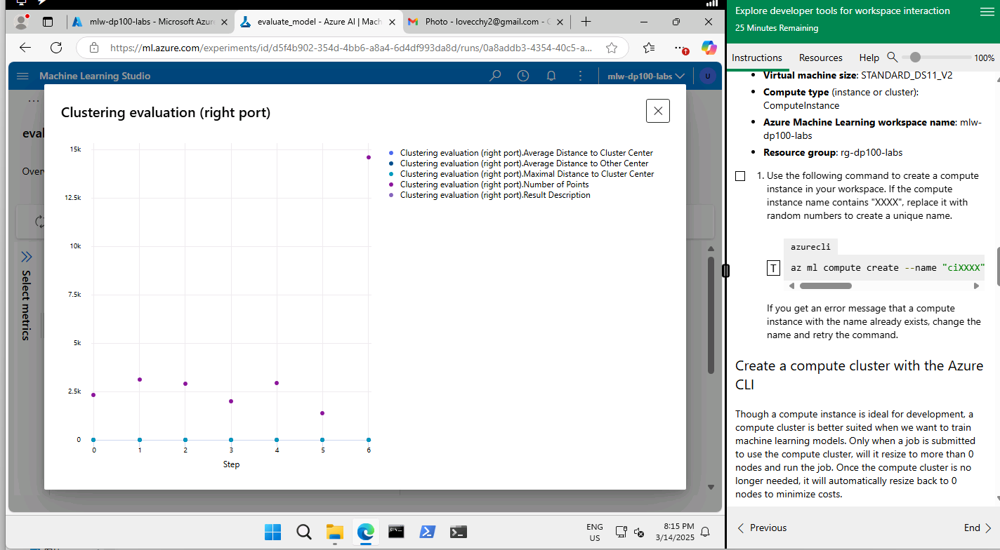 mlw-dp100-labs - Microsoft Azur
evaluate_model - Azure AI | Mach
Photo - lovecchy2@gmail.com -
https://ml.azure.com/experiments/id/d5f4b902-354d-4bb6-a8a4-6d4df993da8d/runs/0a8addb3-4354-40c5-a...
Machine Learning Studio
mlw-dp100-labs
U
eval
Over
Select metrics
Clustering evaluation (right port)
15k
12.5k
10k
7.5k
5k
2.5k
0
0 1 2 3 4 5 6
Step
Clustering evaluation (right port).Average Distance to Cluster Center
Clustering evaluation (right port).Average Distance to Other Center
Clustering evaluation (right port).Maximal Distance to Cluster Center
Clustering evaluation (right port).Number of Points
Clustering evaluation (right port).Result Description
ENG
US
8:15 PM
3/14/2025
Explore developer tools for workspace interaction
25 Minutes Remaining
Instructions Resources Help 100%
• Virtual machine size: STANDARD_DS11_V2
• Compute type (instance or cluster):
ComputeInstance
• Azure Machine Learning workspace name: mlw-
dp100-labs
• Resource group: rg-dp100-labs
1. Use the following command to create a compute
instance in your workspace. If the compute
instance name contains "XXXX", replace it with
random numbers to create a unique name.
azurecli
T az ml compute create --name "ciXXXX"
If you get an error message that a compute
instance with the name already exists, change the
name and retry the command.
Create a compute cluster with the Azure
CLI
Though a compute instance is ideal for development, a
compute cluster is better suited when we want to train
machine learning models. Only when a job is submitted
to use the compute cluster, will it resize to more than 0
nodes and run the job. Once the compute cluster is no
longer needed, it will automatically resize back to 0
nodes to minimize costs.
Previous End